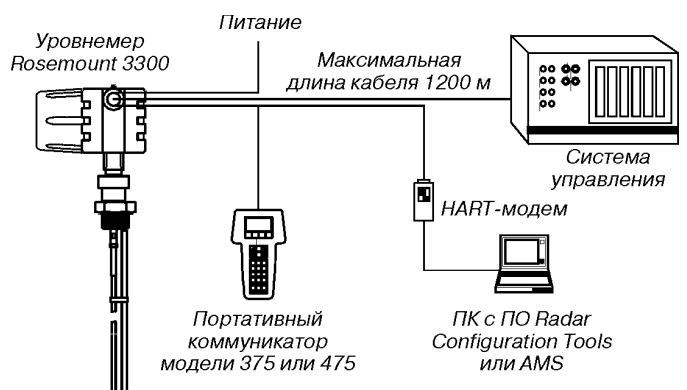 Питание
Уровнемер
Rosemount 3300
Максимальная
длина кабеля 1200 м
Система
управления
HART-модем
Портативный
коммуникатор
модели 375 или 475
ПК с ПО Radar
Configuration Tools
или AMS